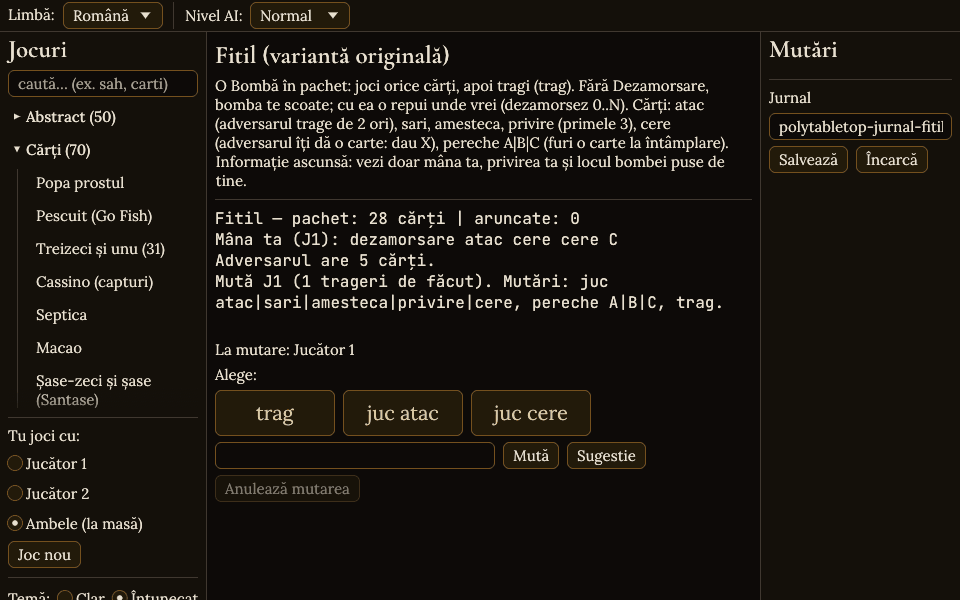 Limbă: Română ▼ Nivel AI: Normal ▼
Jocuri
caută... (ex. sah, carti)
▸ Abstract (50)
▾ Cărți (70)
Popa prostul
Pescuit (Go Fish)
Treizeci și unu (31)
Cassino (capturi)
Septica
Macao
Șase-zeci și șase
(Santase)
Tu joci cu:
Jucător 1
Jucător 2
Ambele (la masă)
Joc nou
Temă: Clar Întunecat
Fitil (variantă originală)
O Bombă în pachet: joci orice cărți, apoi tragi (trag). Fără Dezamorsare,
bomba te scoate; cu ea o repui unde vrei (dezamorsez 0..N). Cărți: atac
(adversarul trage de 2 ori), sari, amesteca, privire (primele 3), cere
(adversarul îți dă o carte: dau X), pereche A|B|C (furi o carte la întâmplare).
Informație ascunsă: vezi doar mâna ta, privirea ta și locul bombei puse de
tine.
Fitil — pachet: 28 cărți | aruncate: 0
Mâna ta (J1): dezamorsare atac cere cere C
Adversarul are 5 cărți.
Mută J1 (1 trageri de făcut). Mutări: juc
atac|sari|amesteca|privire|cere, pereche A|B|C, trag.
La mutare: Jucător 1
Alege:
trag juc atac juc cere
Mută Sugestie
Anulează mutarea
Mutări
Jurnal
polytabletop-jurnal-fitil
Salvează Încarcă